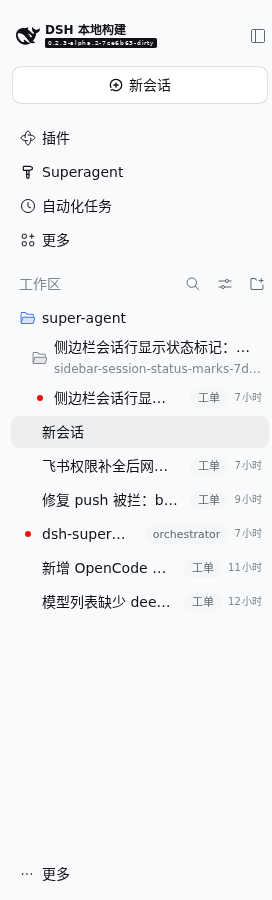 DSH 本地构建
0.2.3-alpha.2-7ce6b63-dirty
新会话
插件
Superagent
自动化任务
更多
工作区
super-agent
侧边栏会话行显示状态标记：...
sidebar-session-status-marks-7d...
侧边栏会话行显... 工单 7小时
新会话
飞书权限补全后网... 工单 7小时
修复 push 被拦：b... 工单 9小时
dsh-super... orchestrator 7小时
新增 OpenCode ... 工单 11小时
模型列表缺少 dee... 工单 12小时
更多